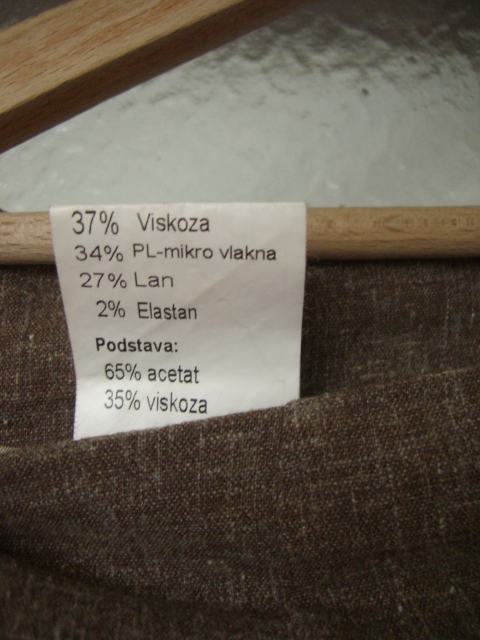 37% Viskoza
34% PL-mikro vlakna
27% Lan
2% Elastan
Podstava:
65% acetat
35% viskoza